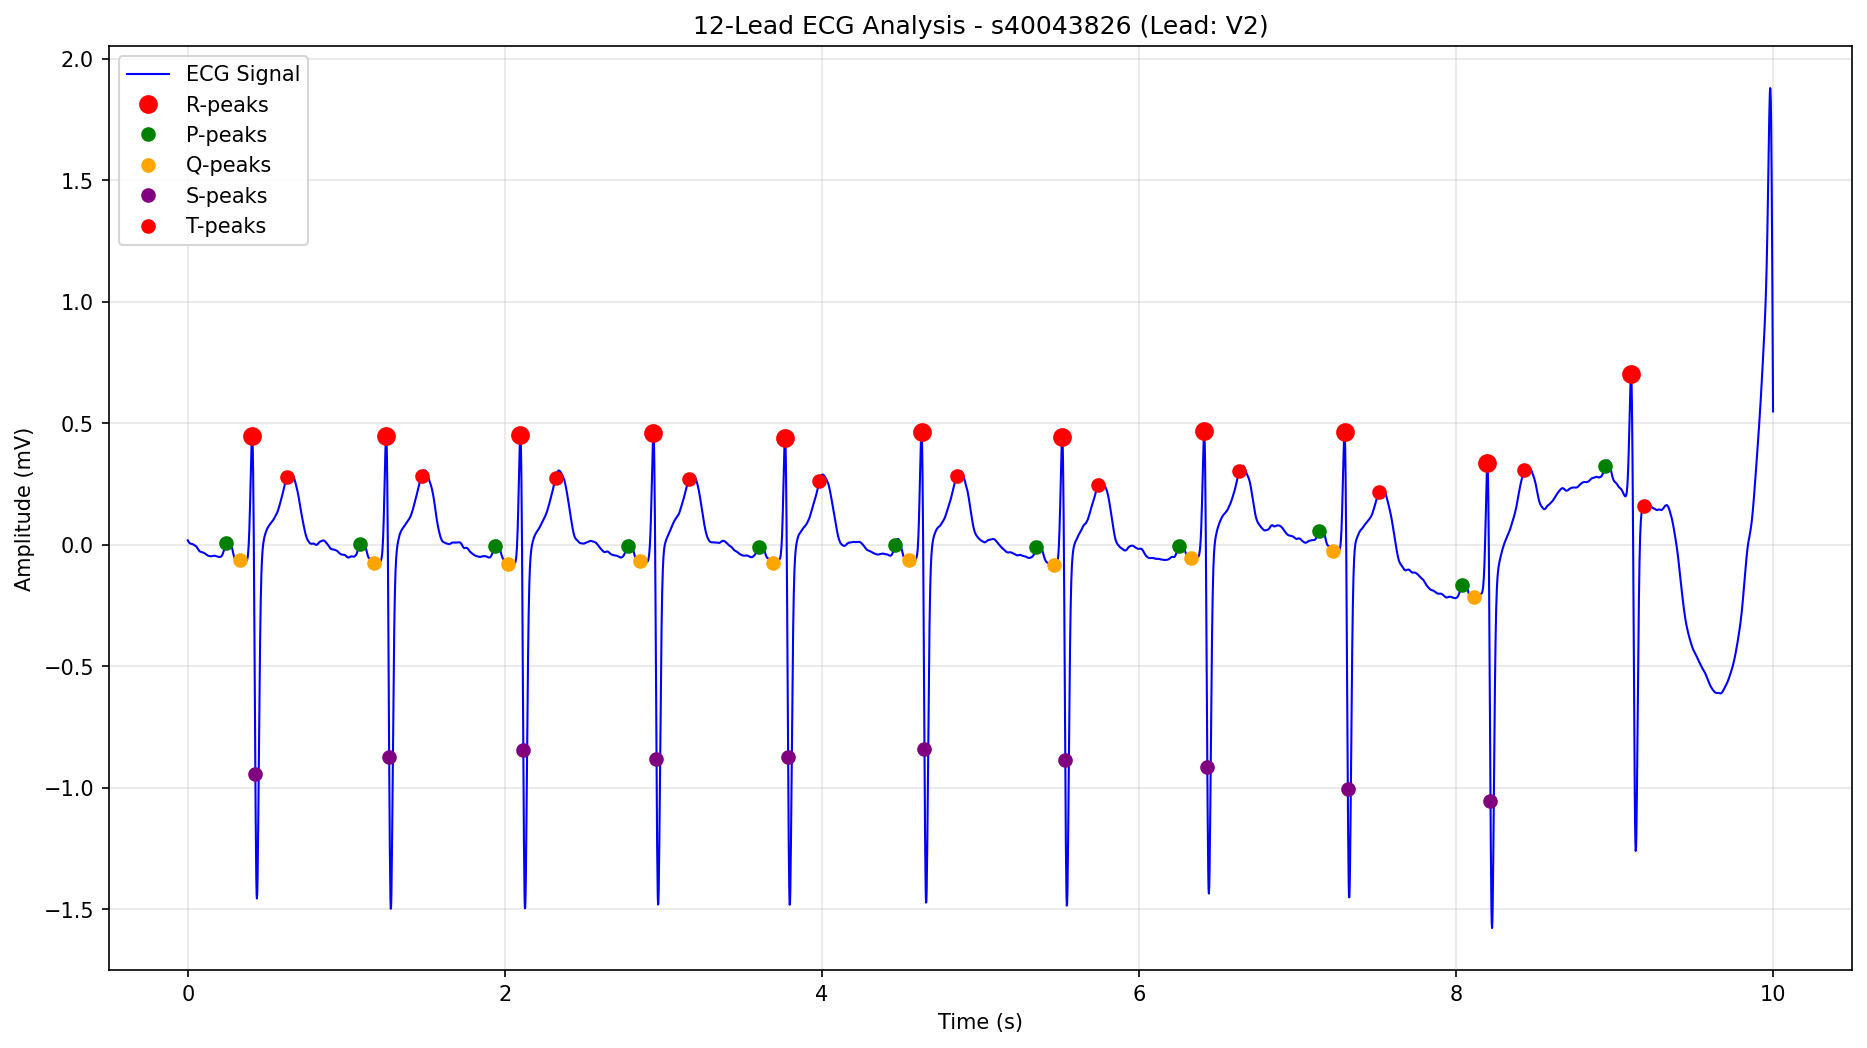 12-Lead ECG Analysis - s40043826 (Lead: V2)
ECG Signal
R-peaks
P-peaks
Q-peaks
S-peaks
T-peaks
2.0
1.5
1.0
0.5
0.0
−0.5
−1.0
−1.5
Amplitude (mV)
0 2 4 6 8 10
Time (s)